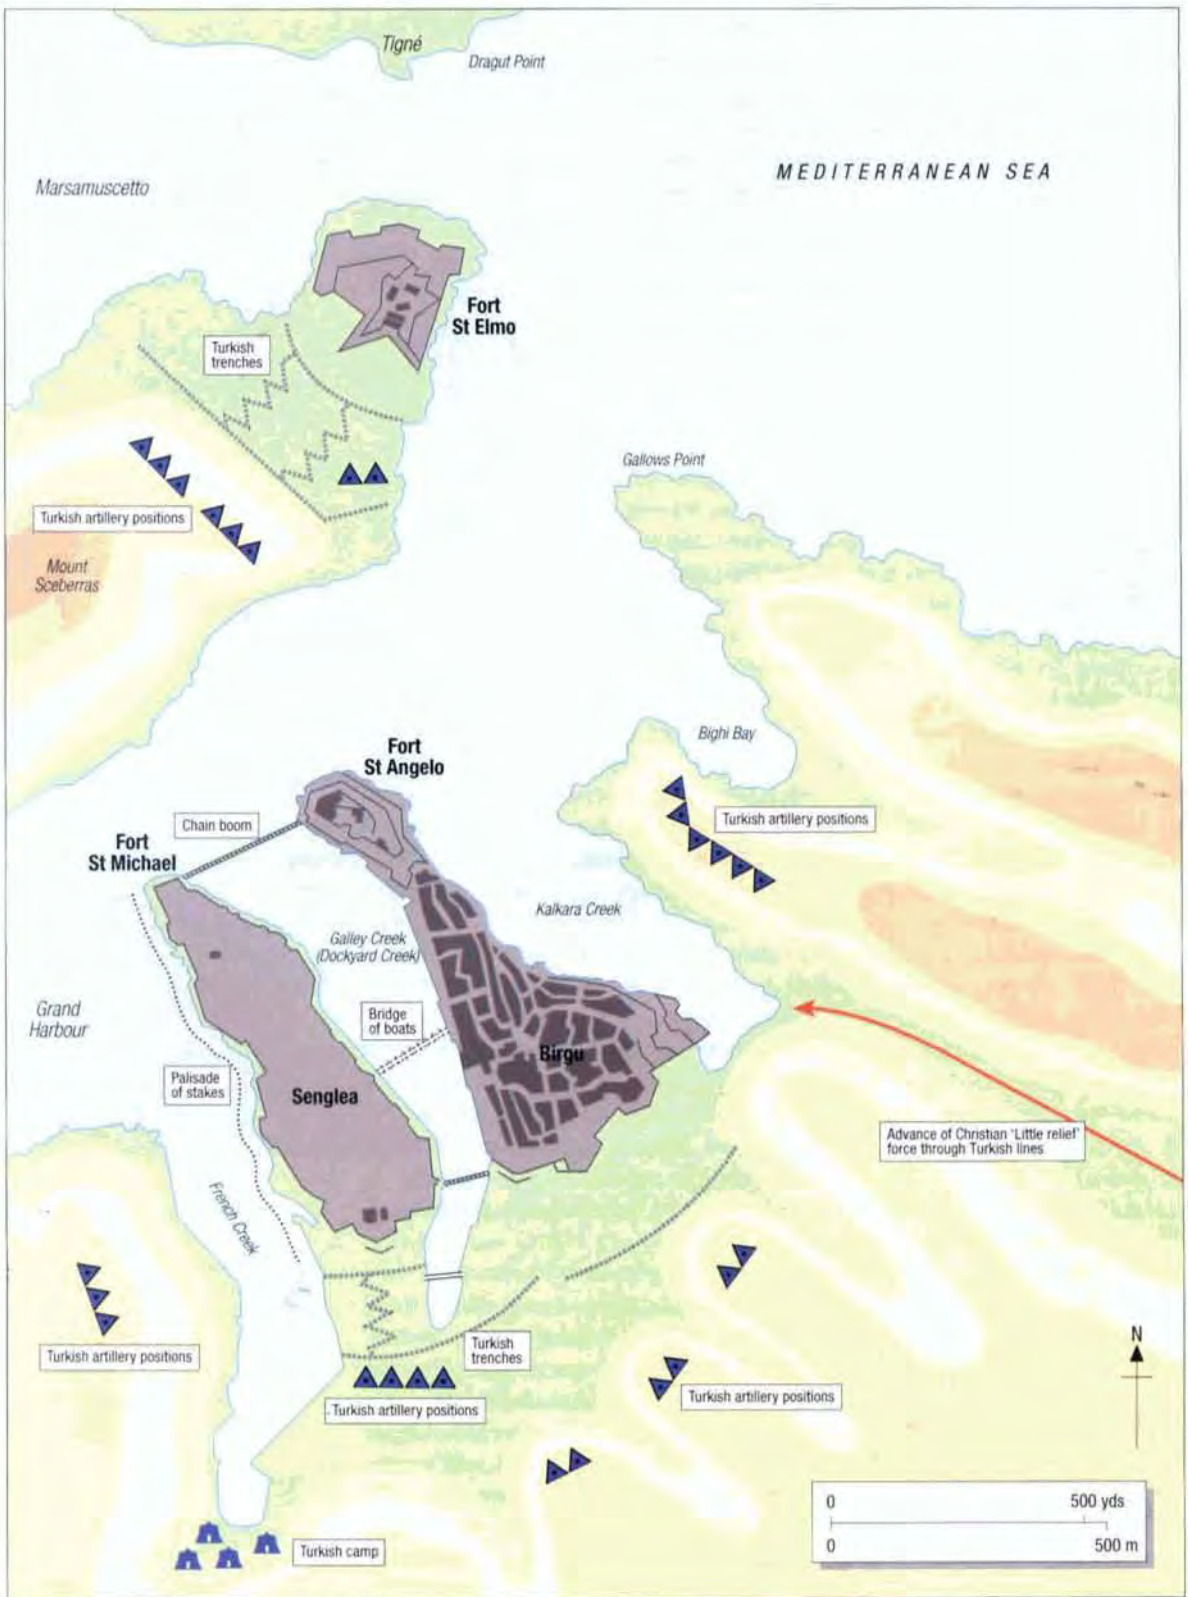 Tigné
Dragut Point
MEDITERRANEAN SEA
Marsamuscetto
Fort
St Elmo
Turkish
trenches
Gallows Point
Turkish artillery positions
Mount
Sceberras
Bighi Bay
Fort
St Angelo
Chain boom
Turkish artillery positions
Fort
St Michael
Kalkara Creek
Galley Creek
(Dockyard Creek)
Grand
Harbour
Bridge
of boats
Birgu
Palisade
of stakes
Senglea
Advance of Christian 'Little relief'
force through Turkish lines
French Creek
Turkish artillery positions
Turkish
trenches
N
Turkish artillery positions
Turkish artillery positions
0 500 yds
0 500 m
Turkish camp